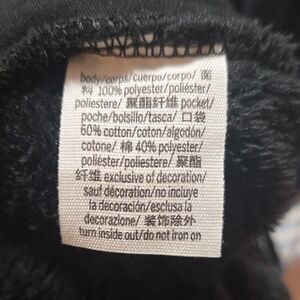 body/corps/cuerpo/corpo/ 面
料 100% polyester/poliéster/
poliestere/ 聚酯纤维 pocket/
poche/bolsillo/tasca/ 口袋
60% cotton/coton/algodón/
cotone/ 棉 40% polyester/
poliéster/poliestere/ 聚酯
纤维 exclusive of decoration/
sauf décoration/no incluye
la decoración/esclusa la
decorazione/ 装饰除外
turn inside out/do not iron on